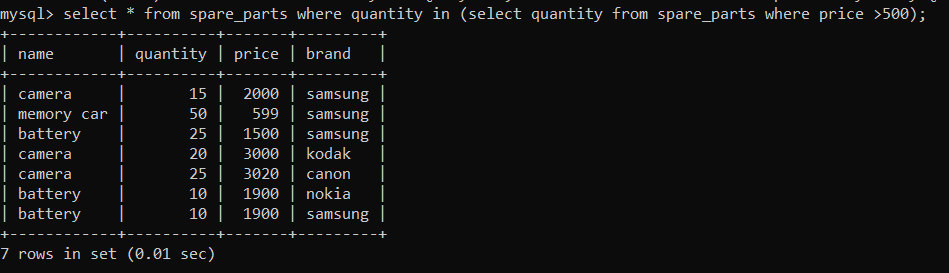 mysql> select * from spare_parts where quantity in (select quantity from spare_parts where price >500);
+------------+----------+-------+---------+
| name       | quantity | price | brand   |
+------------+----------+-------+---------+
| camera     |       15 |  2000 | samsung |
| memory car |       50 |   599 | samsung |
| battery    |       25 |  1500 | samsung |
| camera     |       20 |  3000 | kodak   |
| camera     |       25 |  3020 | canon   |
| battery    |       10 |  1900 | nokia   |
| battery    |       10 |  1900 | samsung |
+------------+----------+-------+---------+
7 rows in set (0.01 sec)